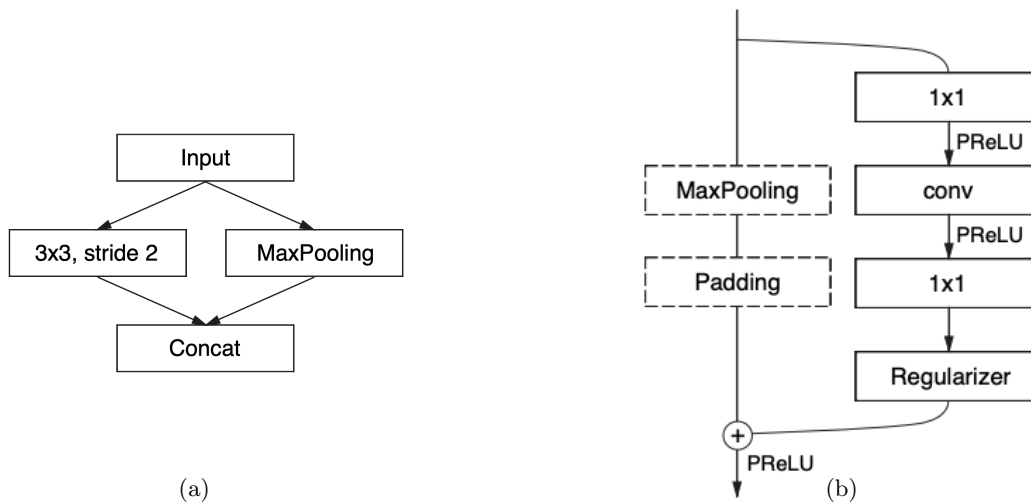 Input
3x3, stride 2
MaxPooling
Concat
(a)
1x1
PReLU
MaxPooling
conv
PReLU
Padding
1x1
Regularizer
+
PReLU
(b)